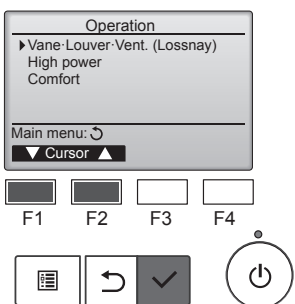 Operation
Vane·Louver·Vent. (Lossnay)
High power
Comfort
Main menu:
Cursor
F1 F2 F3 F4